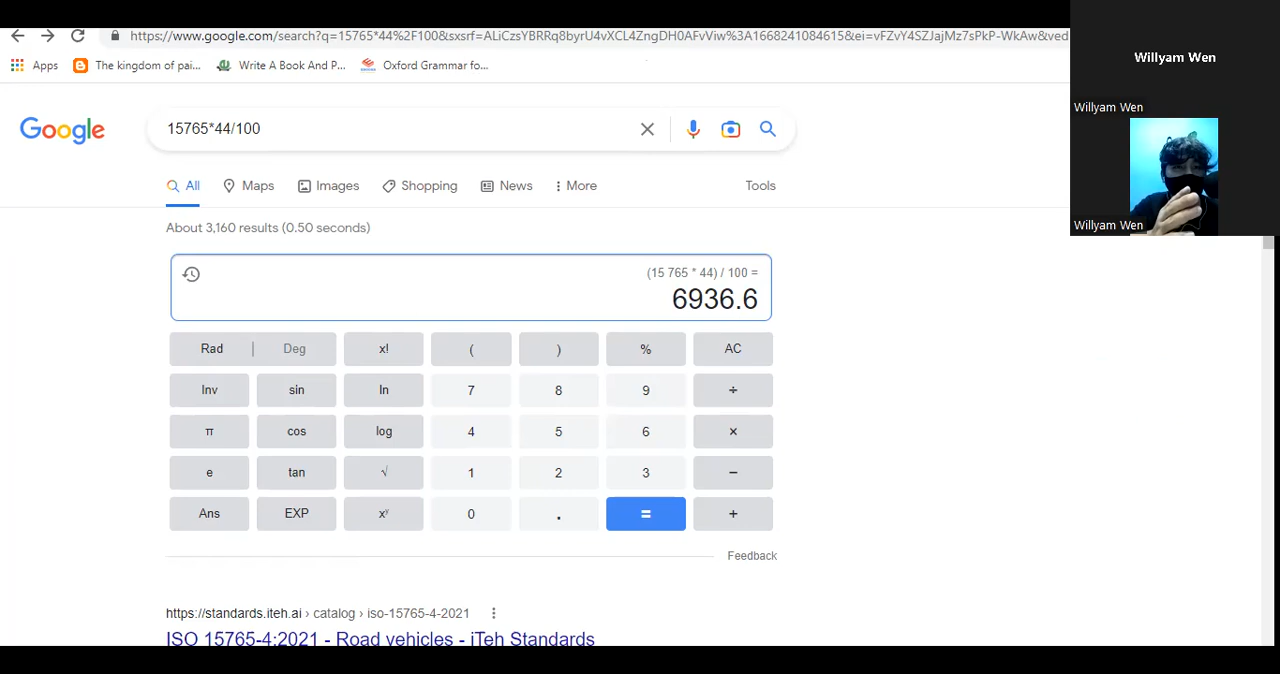 https://www.google.com/search?q=15765*44%2F100&sxsrf=ALiCzsYBRRq8byrU4vXCL4ZngDH0AFvViw%3A1668241084615&ei=vFZvY4SZJajMz7sPkP-WkAw&ved
Willyam Wen
Apps The kingdom of pai... Write A Book And P... Oxford Grammar fo...
Willyam Wen
Google 15765*44/100
All Maps Images Shopping News More Tools
Willyam Wen
About 3,160 results (0.50 seconds)
(15 765 * 44) / 100 =
6936.6
Rad | Deg x! ( ) % AC
Inv sin ln 7 8 9 ÷
π cos log 4 5 6 ×
e tan √ 1 2 3 −
Ans EXP xʸ 0 . = +
Feedback
https://standards.iteh.ai › catalog › iso-15765-4-2021
ISO 15765-4:2021 - Road vehicles - iTeh Standards